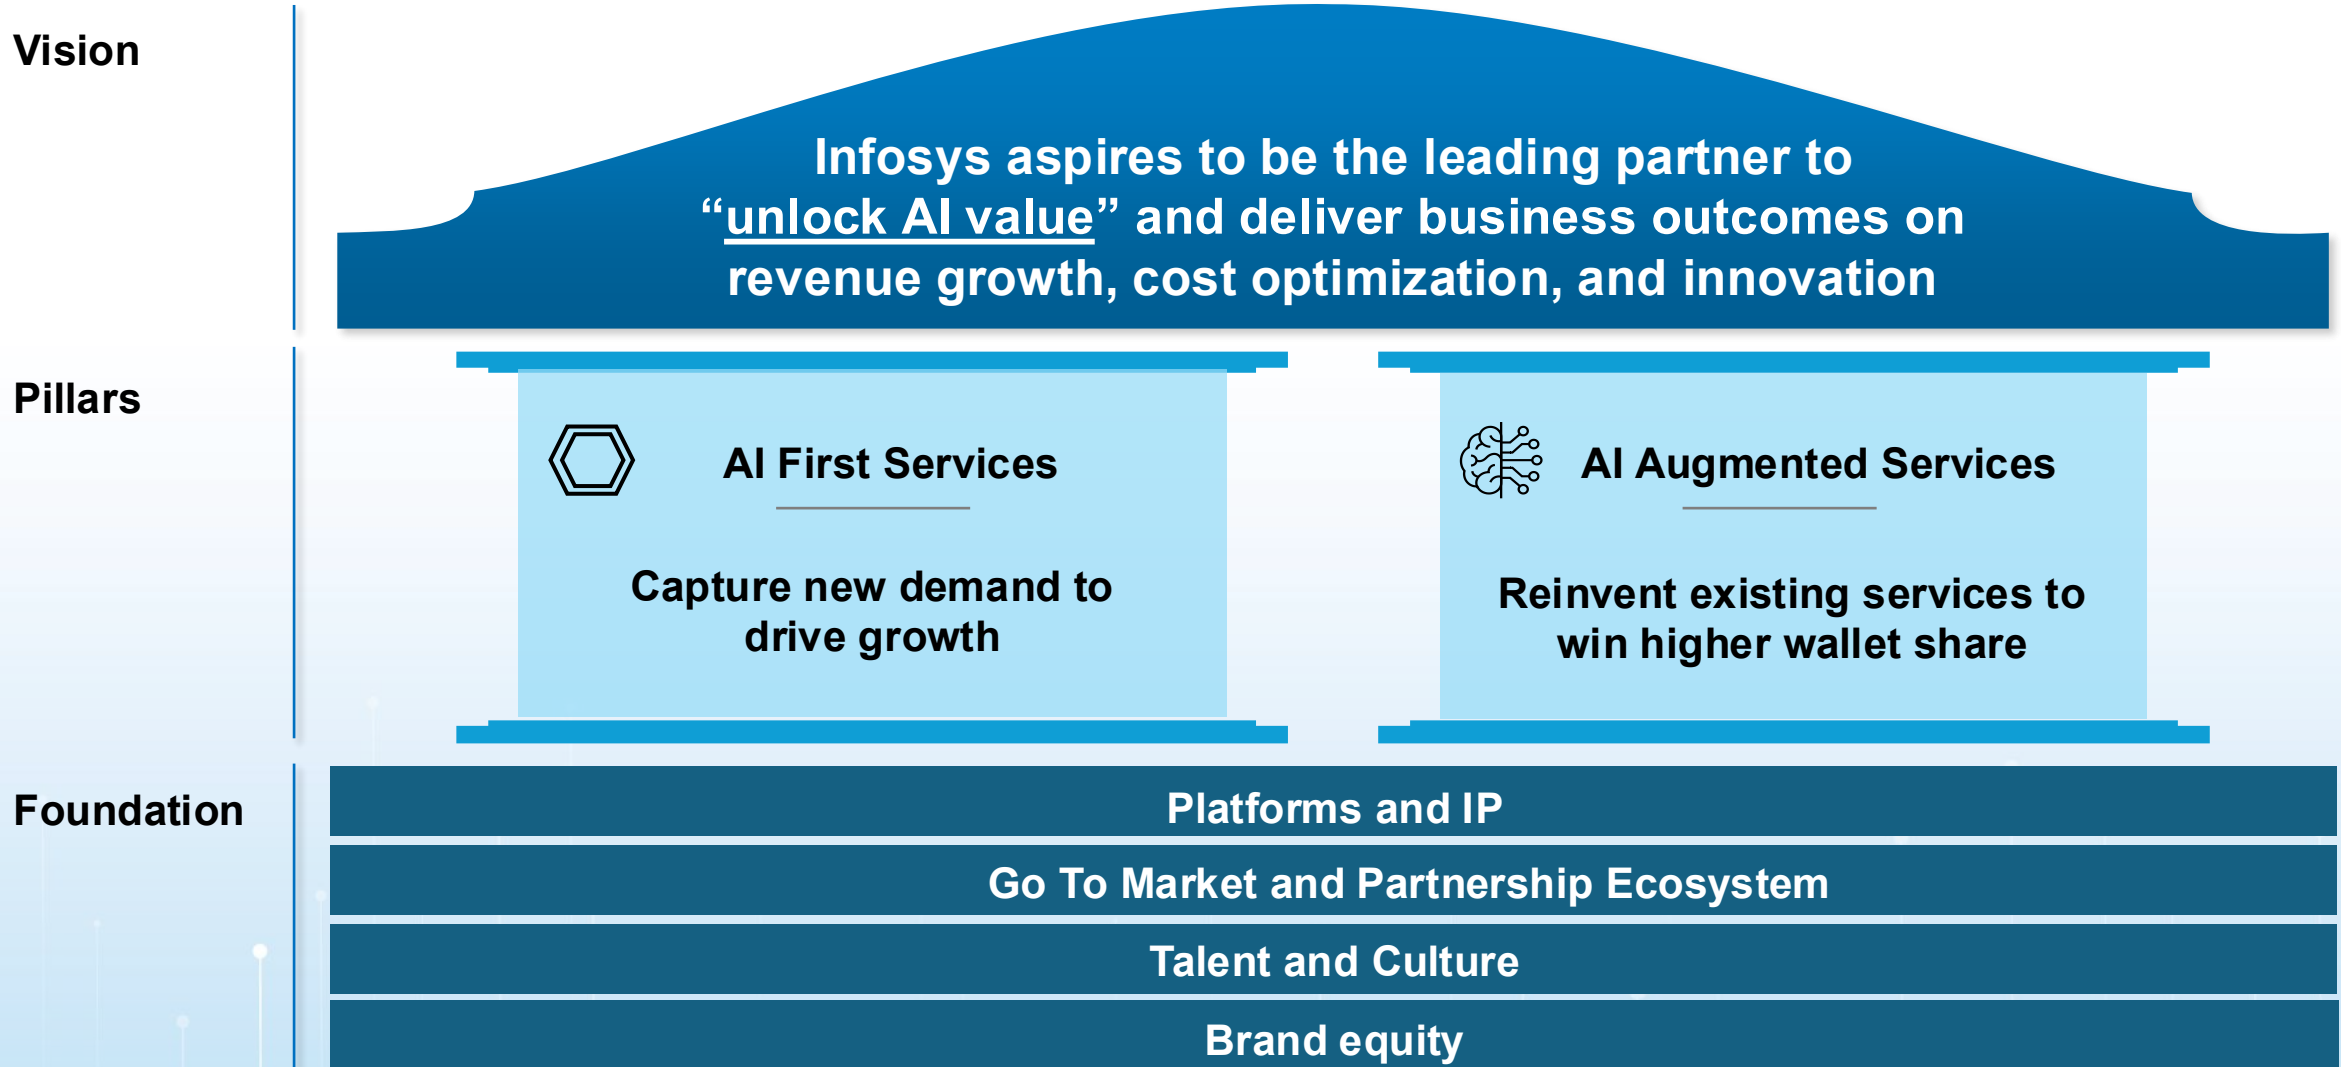 Vision
Infosys aspires to be the leading partner to
“unlock AI value” and deliver business outcomes on
revenue growth, cost optimization, and innovation
Pillars
AI First Services
Capture new demand to
drive growth
AI Augmented Services
Reinvent existing services to
win higher wallet share
Foundation
Platforms and IP
Go To Market and Partnership Ecosystem
Talent and Culture
Brand equity